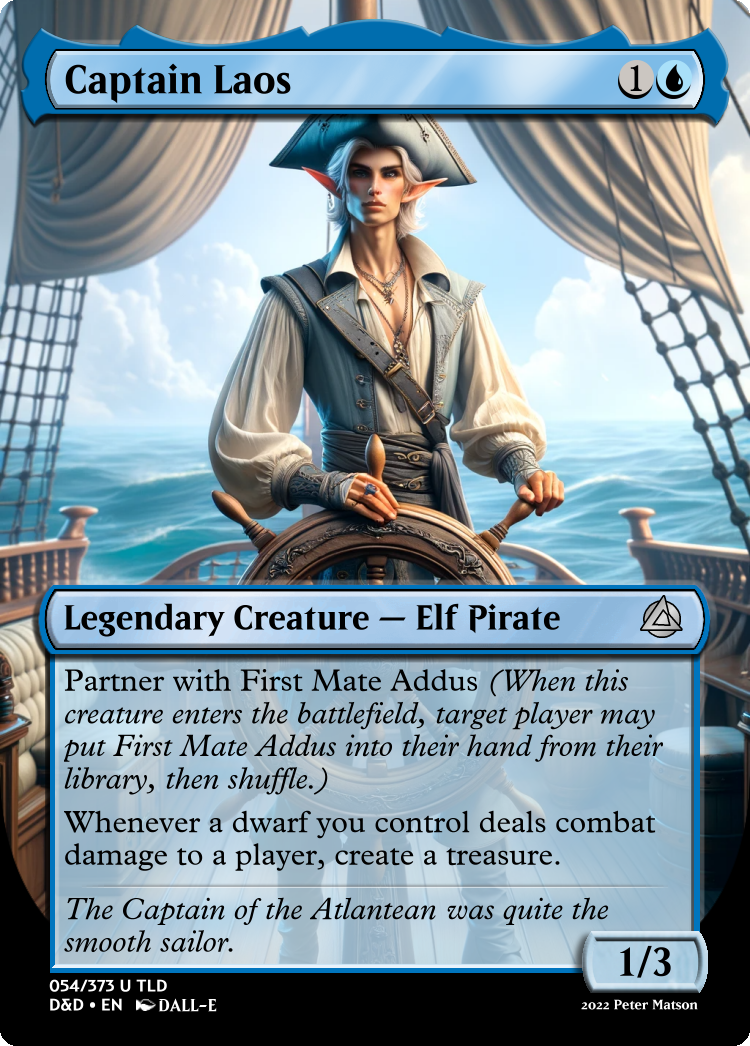 Captain Laos 1
Legendary Creature — Elf Pirate
Partner with First Mate Addus (When this
creature enters the battlefield, target player may
put First Mate Addus into their hand from their
library, then shuffle.)
Whenever a dwarf you control deals combat
damage to a player, create a treasure.
The Captain of the Atlantean was quite the
smooth sailor.
1/3
054/373 U TLD
D&D • EN DALL-E
2022 Peter Matson